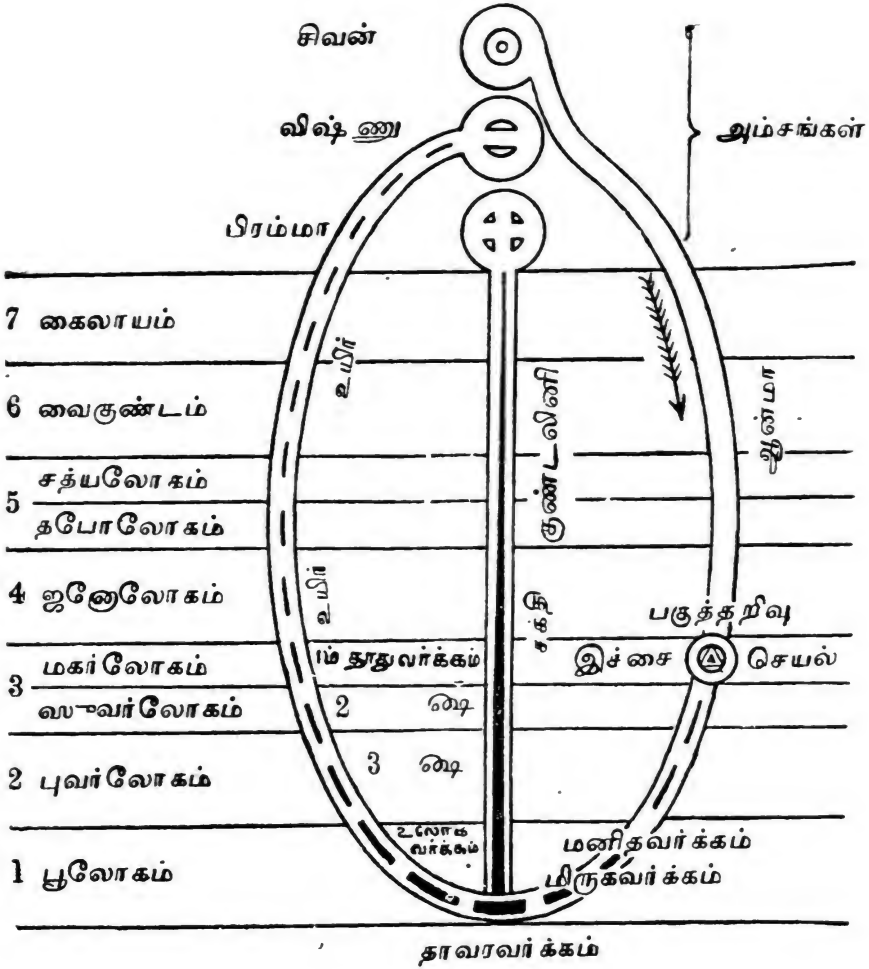 சிவன்
விஷ்ணு
அம்சங்கள்
பிரம்மா
7 கைலாயம்
உயிர்
6 வைகுண்டம்
குண்டலினி
ஆன்மா
5
சத்யலோகம்
தபோலோகம்
4 ஜனோலோகம்
உயிர்
சக்தி
பகுத்தறிவு
3
மகர்லோகம்
1ம் தாதுவர்க்கம்
இச்சை
செயல்
ஸுவர்லோகம்
2 ௸
2 புவர்லோகம்
3 ௸
உலோக
வர்க்கம்
மனிதவர்க்கம்
1 பூலோகம்
மிருகவர்க்கம்
தாவரவர்க்கம்